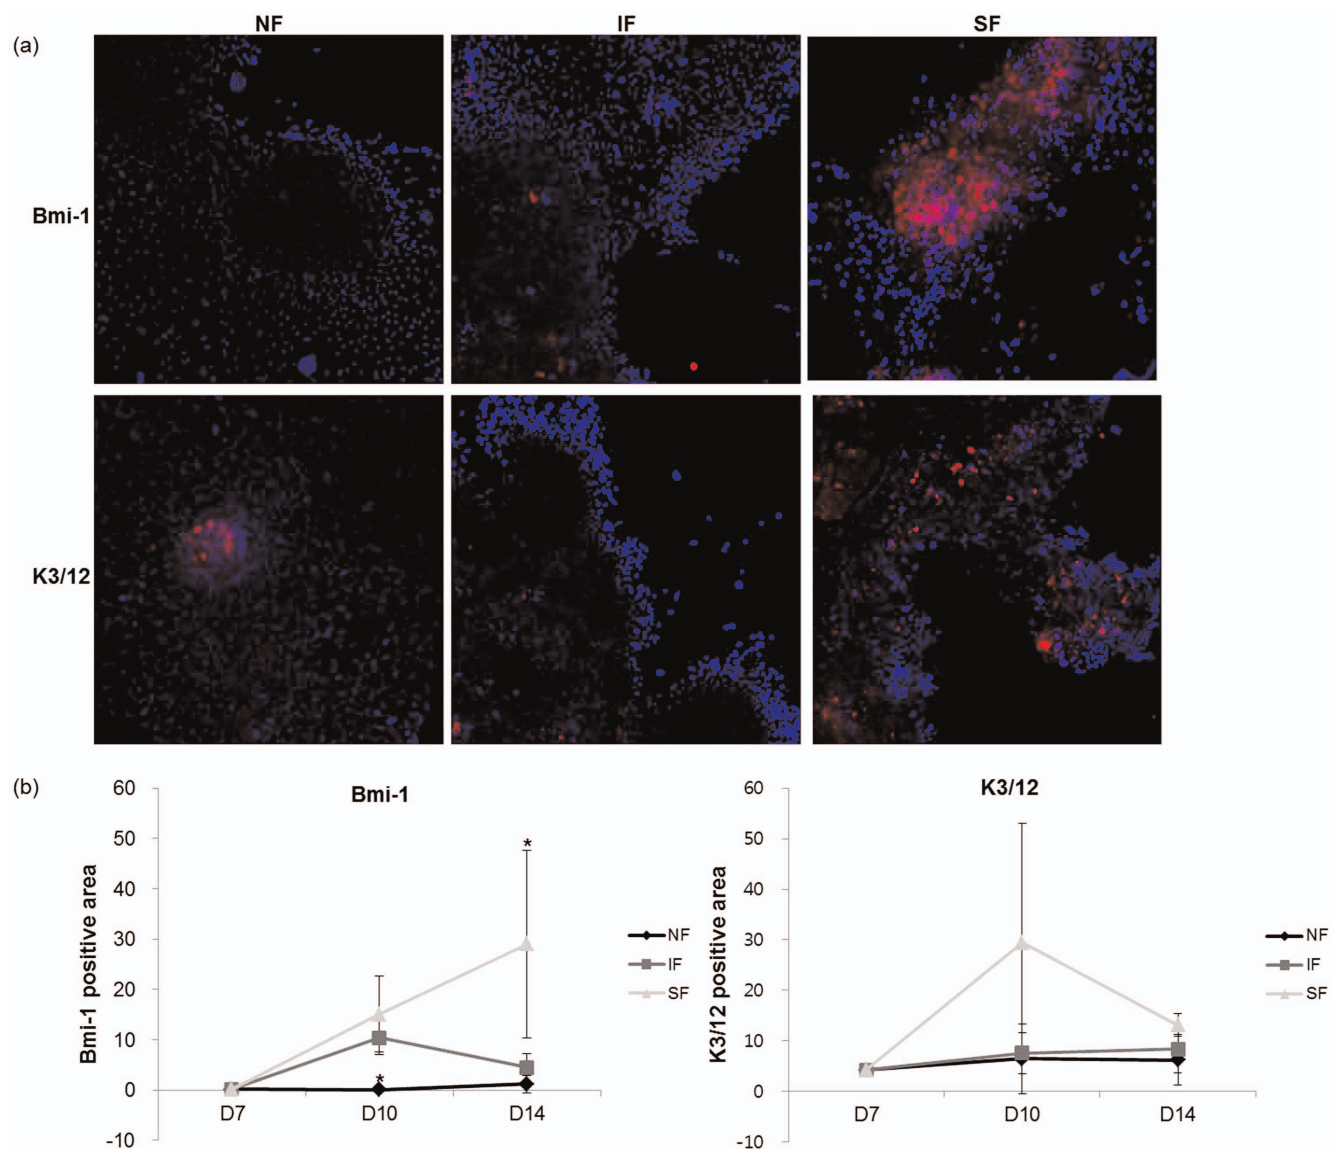 NF IF SF
(a)
Bmi-1
K3/12
(b)
Bmi-1
60
50
40
30
20
10
0
-10
Bmi-1 positive area
D7 D10 D14
*
*
NF
IF
SF
K3/12
60
50
40
30
20
10
0
-10
K3/12 positive area
D7 D10 D14
NF
IF
SF